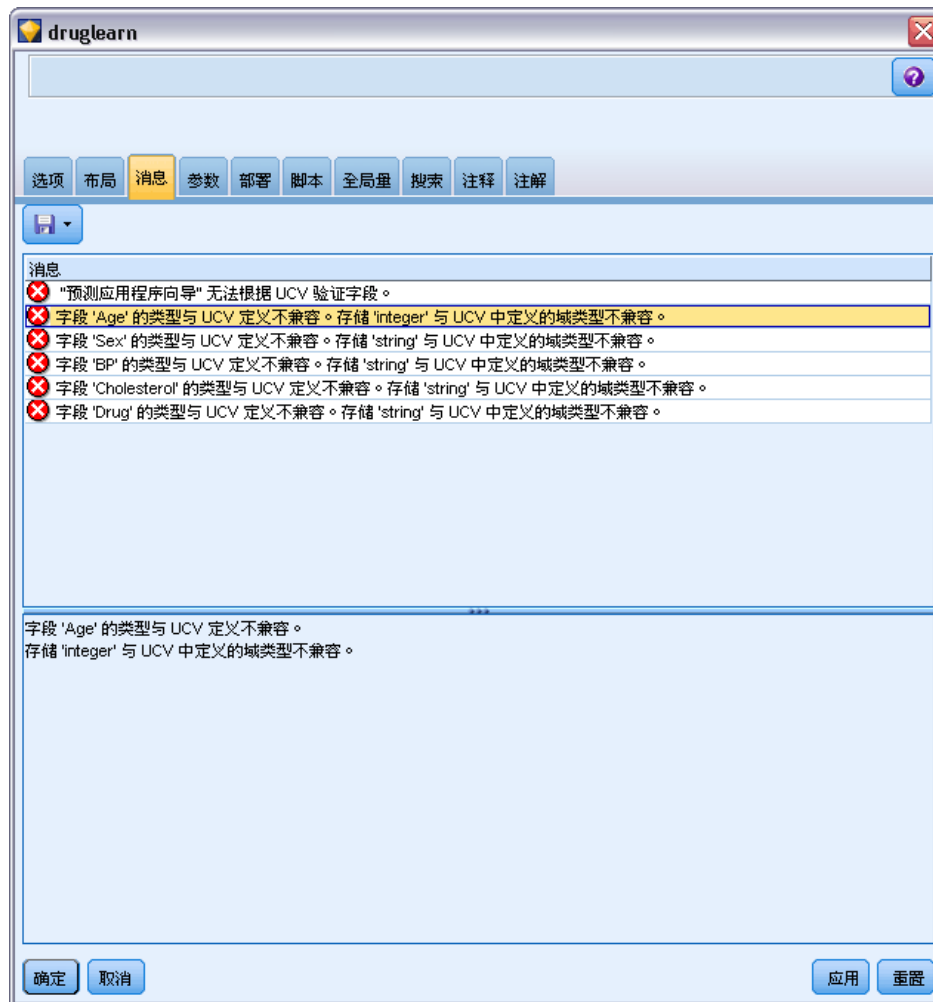 druglearn
选项 布局 消息 参数 部署 脚本 全局量 搜索 注释 注解
消息
"预测应用程序向导" 无法根据 UCV 验证字段。
字段 'Age' 的类型与 UCV 定义不兼容。存储 'integer' 与 UCV 中定义的域类型不兼容。
字段 'Sex' 的类型与 UCV 定义不兼容。存储 'string' 与 UCV 中定义的域类型不兼容。
字段 'BP' 的类型与 UCV 定义不兼容。存储 'string' 与 UCV 中定义的域类型不兼容。
字段 'Cholesterol' 的类型与 UCV 定义不兼容。存储 'string' 与 UCV 中定义的域类型不兼容。
字段 'Drug' 的类型与 UCV 定义不兼容。存储 'string' 与 UCV 中定义的域类型不兼容。
字段 'Age' 的类型与 UCV 定义不兼容。
存储 'integer' 与 UCV 中定义的域类型不兼容。
确定 取消 应用 重置